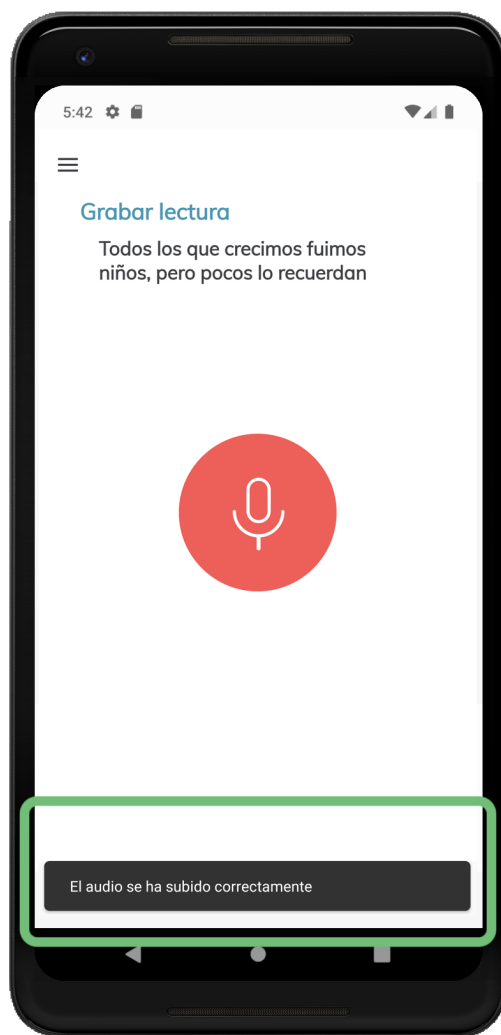 5:42
Grabar lectura
Todos los que crecimos fuimos
niños, pero pocos lo recuerdan
El audio se ha subido correctamente